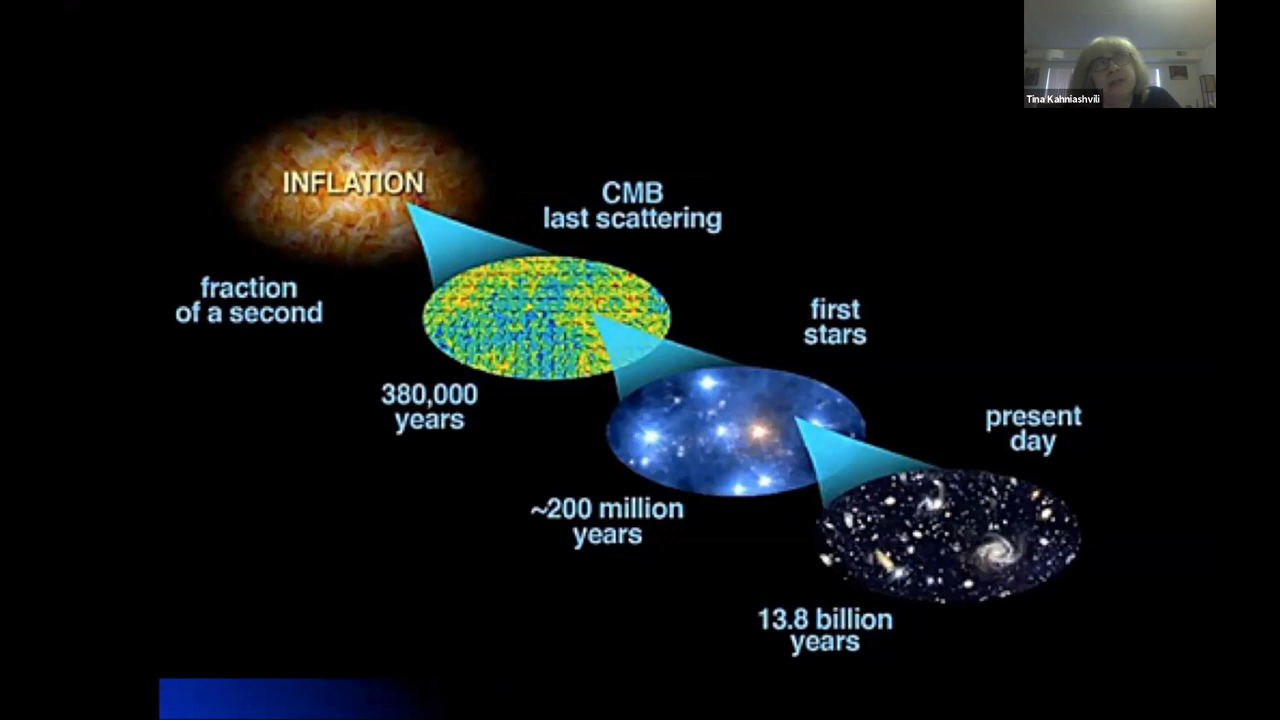 Tina Kahniashvili
INFLATION
CMB
last scattering
fraction
of a second
first
stars
380,000
years
present
day
~200 million
years
13.8 billion
years